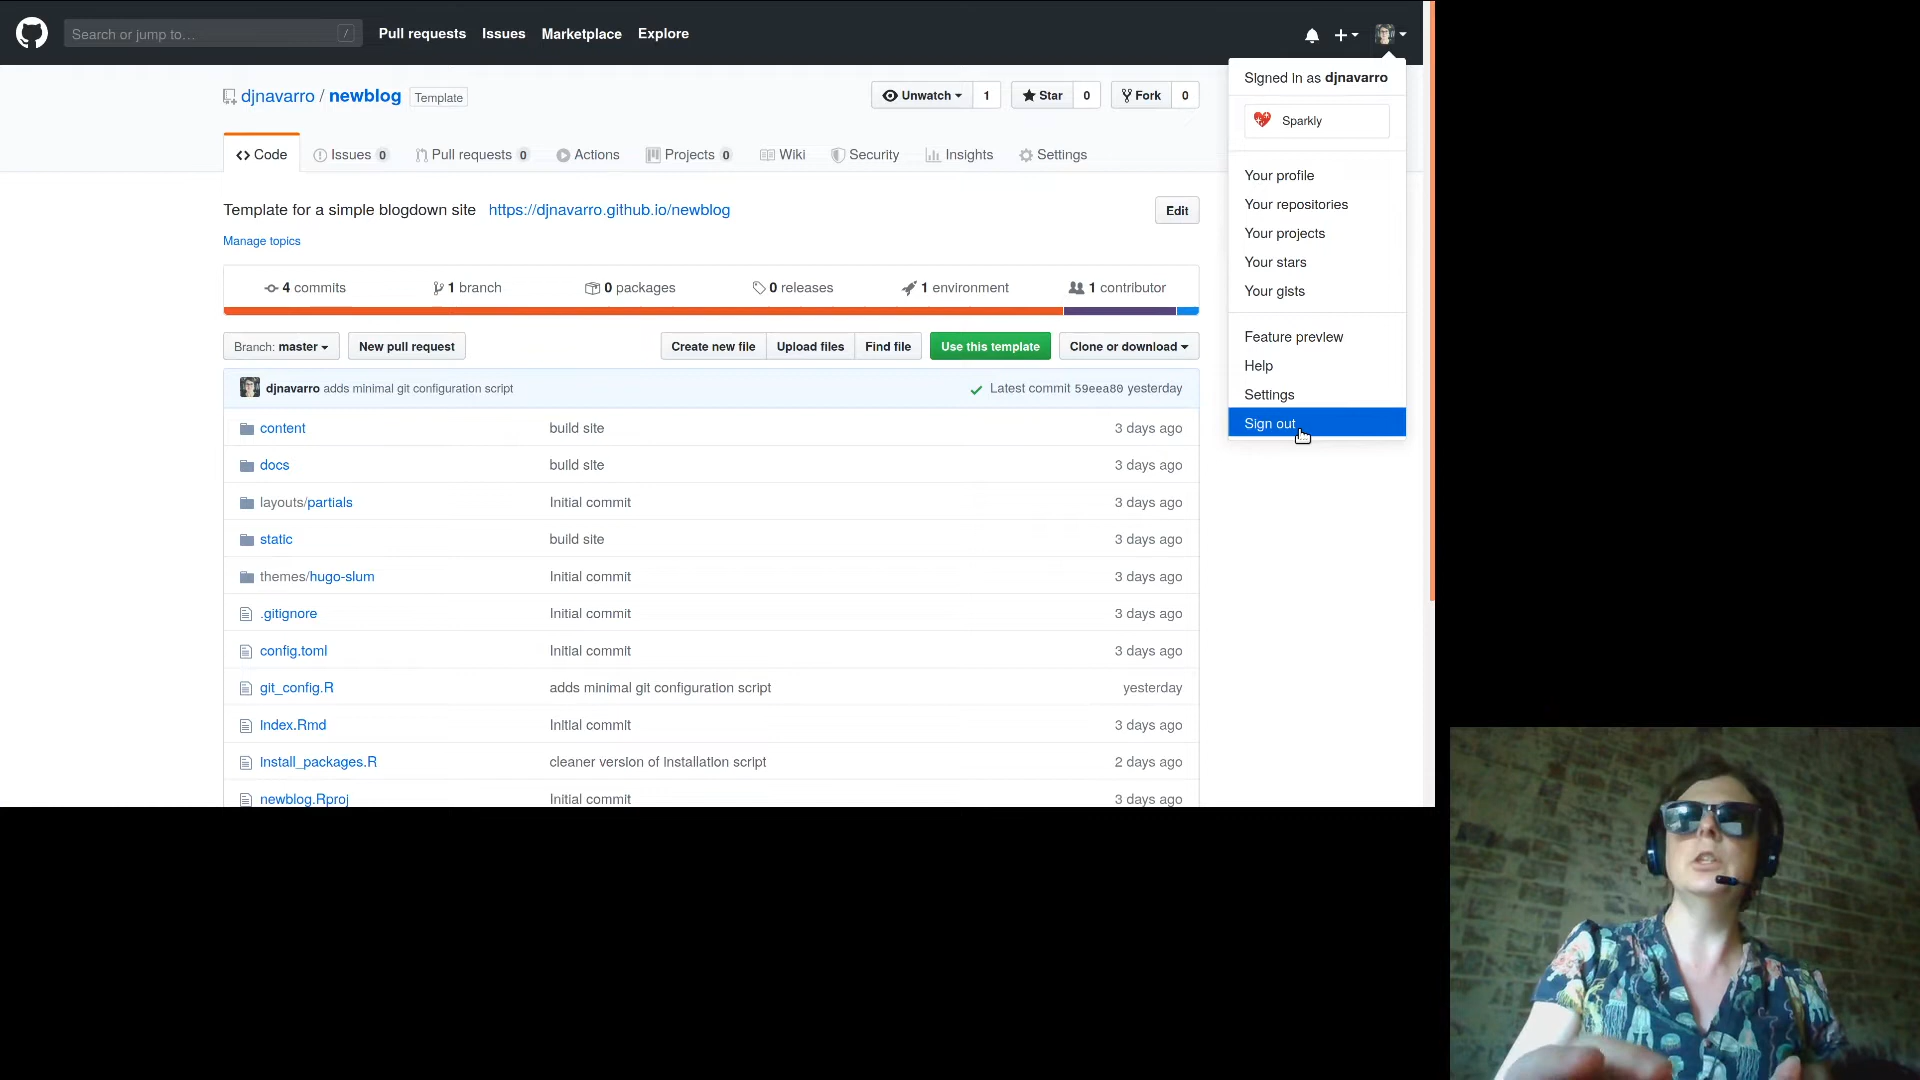 Search or jump to… /
Pull requests Issues Marketplace Explore
Signed in as djnavarro
Sparkly
Your profile
Your repositories
Your projects
Your stars
Your gists
Feature preview
Help
Settings
Sign out
djnavarro / newblog Template
Unwatch 1 Star 0 Fork 0
Code Issues 0 Pull requests 0 Actions Projects 0 Wiki Security Insights Settings
Template for a simple blogdown site https://djnavarro.github.io/newblog Edit
Manage topics
4 commits 1 branch 0 packages 0 releases 1 environment 1 contributor
Branch: master New pull request Create new file Upload files Find file Use this template Clone or download
djnavarro adds minimal git configuration script Latest commit 59eea80 yesterday
content build site 3 days ago
docs build site 3 days ago
layouts/partials Initial commit 3 days ago
static build site 3 days ago
themes/hugo-slum Initial commit 3 days ago
.gitignore Initial commit 3 days ago
config.toml Initial commit 3 days ago
git_config.R adds minimal git configuration script yesterday
index.Rmd Initial commit 3 days ago
install_packages.R cleaner version of installation script 2 days ago
newblog.Rproj Initial commit 3 days ago